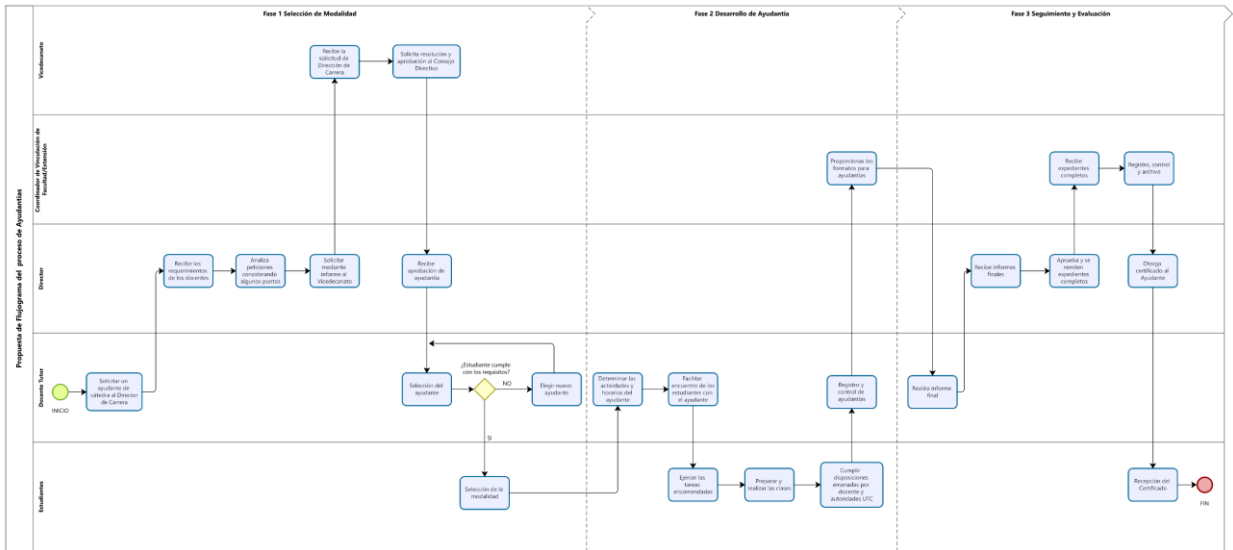 Propuesta de Flujograma del proceso de Ayudantías
Fase 1 Selección de Modalidad
Fase 2 Desarrollo de Ayudantía
Fase 3 Seguimiento y Evaluación
Vicedecanato
Recibe la
solicitud de
Dirección de
Carrera
Solicita resolución y
aprobación al Consejo
Directivo
Coordinador de Vinculación de
Facultad/Extensión
Proporcionas los
formatos para
ayudantías
Recibe
expedientes
completos
Registro, control
y archivo
Director
Recibir los
requerimientos
de los docentes
Analiza
peticiones
considerando
algunos puntos
Solicitar
mediante
informe al
Vicedecanato
Recibe
aprobación de
ayudantía
Recibe informes
finales
Aprueba y se
remiten
expedientes
completos
Otorga
certificado al
Ayudante
Docente Tutor
INICIO
Solicitar un
ayudante de
cátedra al Director
de Carrera
Selección del
ayudante
¿Estudiante cumple
con los requisitos?
NO
SI
Elegir nuevo
ayudante
Determinar las
actividades y
horarios del
ayudante
Facilitar
encuentro de los
estudiantes con
el ayudante
Registro y
control de
ayudantías
Realiza informe
final
Estudiantes
Selección de la
modalidad
Ejercer las
tareas
encomendadas
Preparar y
realizar las clases
Cumplir
disposiciones
emanadas por
docente y
autoridades UTC
Recepción del
Certificado
FIN